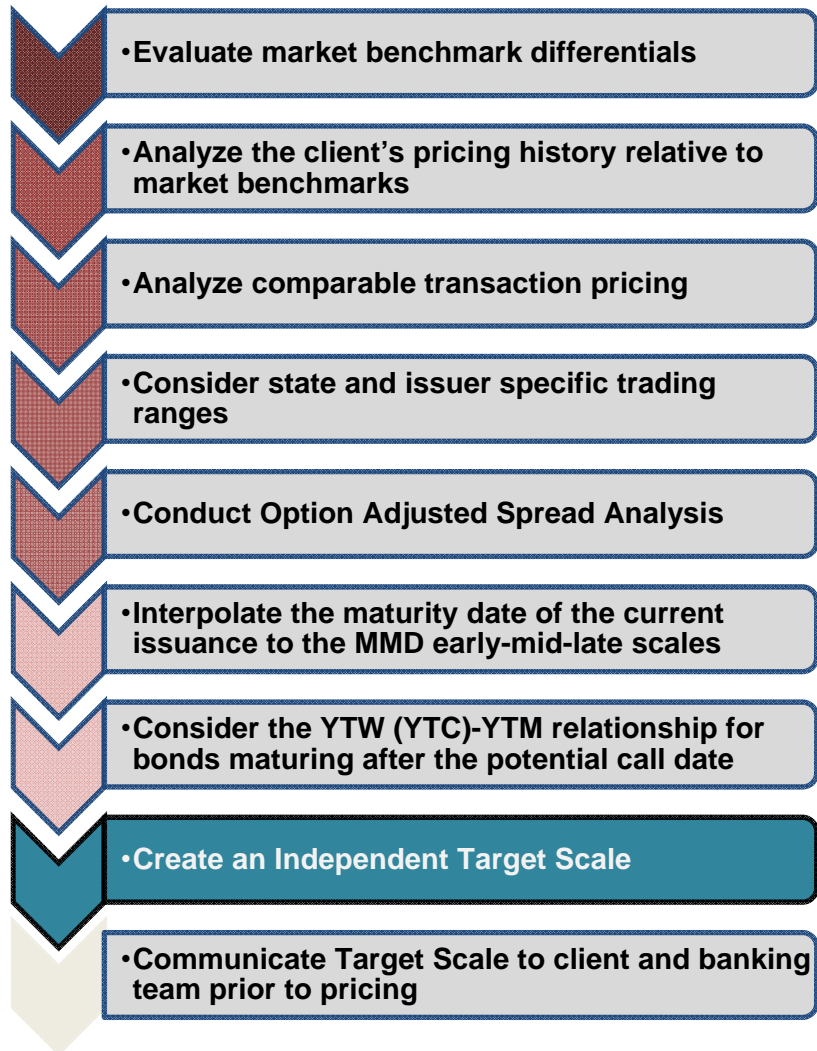 •Evaluate market benchmark differentials
•Analyze the client’s pricing history relative to
market benchmarks
•Analyze comparable transaction pricing
•Consider state and issuer specific trading
ranges
•Conduct Option Adjusted Spread Analysis
•Interpolate the maturity date of the current
issuance to the MMD early-mid-late scales
•Consider the YTW (YTC)-YTM relationship for
bonds maturing after the potential call date
•Create an Independent Target Scale
•Communicate Target Scale to client and banking
team prior to pricing